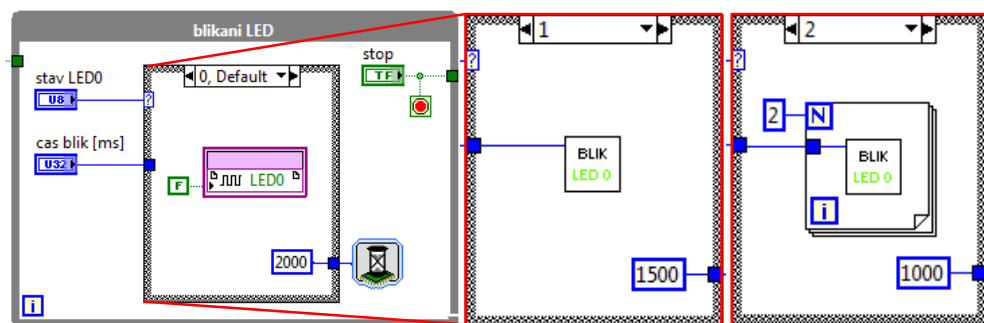 blikani LED
stav LED0
U8
cas blik [ms]
U32
?
0, Default
F
LED0
2000
stop
TF
i
?
1
BLIK
LED 0
1500
?
2
2
N
BLIK
LED 0
i
1000